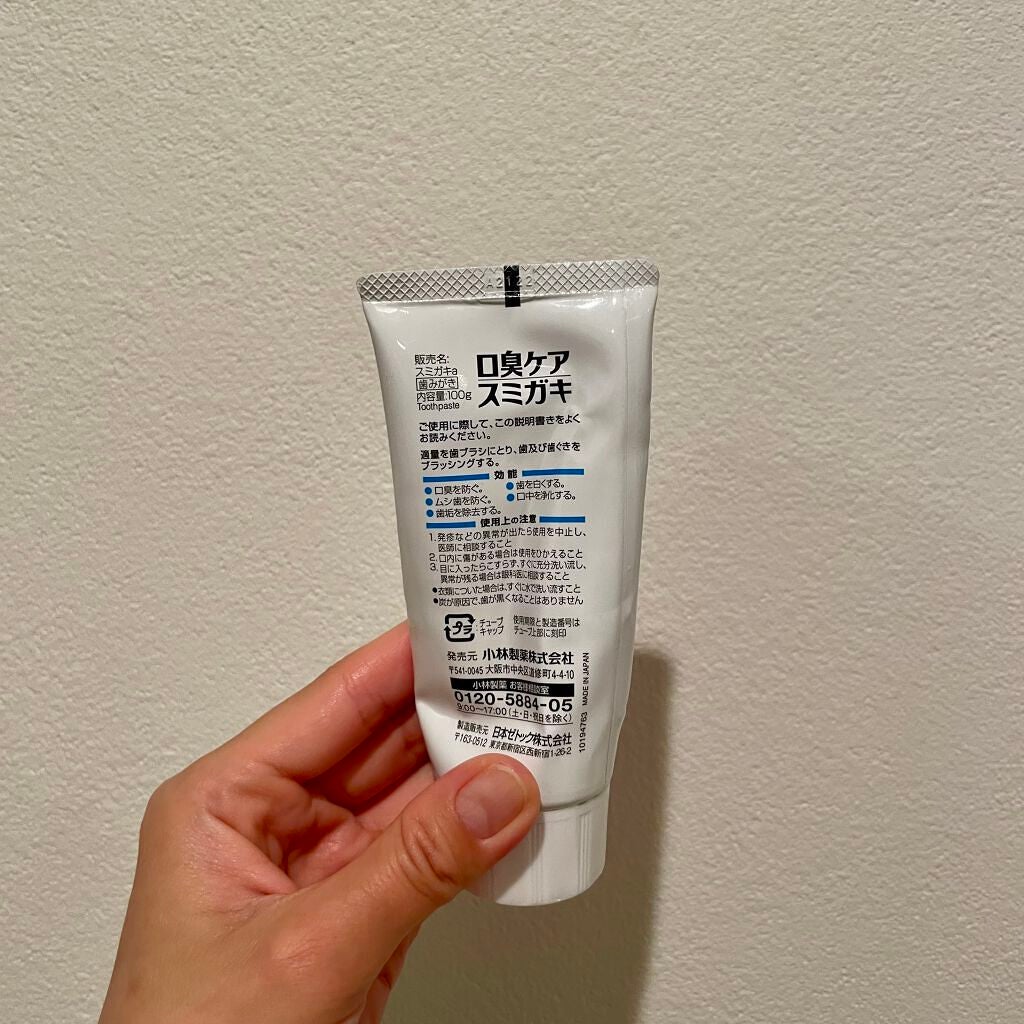 A2122
販売名:
スミガキa
歯みがき
内容量:100g
Toothpaste
口臭ケア
スミガキ
ご使用に際して、この説明書きをよく
お読みください。
適量を歯ブラシにとり、歯及び歯ぐきを
ブラッシングする。
効能
●口臭を防ぐ。 ●歯を白くする。
●ムシ歯を防ぐ。 ●口中を浄化する。
●歯垢を除去する。
使用上の注意
1. 発疹などの異常が出たら使用を中止し、
医師に相談すること
2. 口内に傷がある場合は使用をひかえること
3. 目に入ったらこすらず、すぐに充分洗い流し、
異常が残る場合は眼科医に相談すること
●衣類についた場合は、すぐに水で洗い流すこと
●炭が原因で、歯が黒くなることはありません
プラ
チューブ
キャップ
使用期限と製造番号は
チューブ上部に刻印
発売元 小林製薬株式会社
〒541-0045 大阪市中央区道修町4-4-10
小林製薬 お客様相談室
0120-5884-05
9:00〜17:00(土・日・祝日を除く)
製造販売元 日本ゼトック株式会社
〒163-0512 東京都新宿区西新宿1-26-2
10194763 MADE IN JAPAN